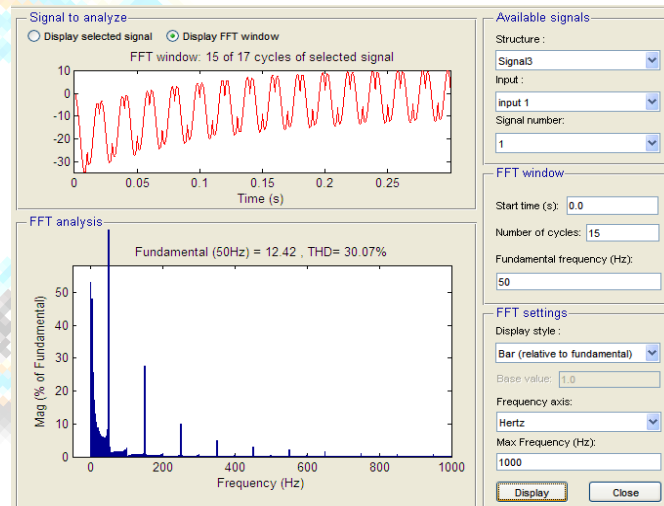 Signal to analyze
Display selected signal
Display FFT window
FFT window: 15 of 17 cycles of selected signal
10
0
-10
-20
-30
0
0.05
0.1
0.15
0.2
0.25
Time (s)
FFT analysis
Fundamental (50Hz) = 12.42 , THD= 30.07%
Mag (% of Fundamental)
50
40
30
20
10
0
0
200
400
600
800
1000
Frequency (Hz)
Available signals
Structure :
Signal3
Input :
input 1
Signal number:
1
FFT window
Start time (s): 0.0
Number of cycles: 15
Fundamental frequency (Hz):
50
FFT settings
Display style :
Bar (relative to fundamental)
Base value: 1.0
Frequency axis:
Hertz
Max Frequency (Hz):
1000
Display
Close